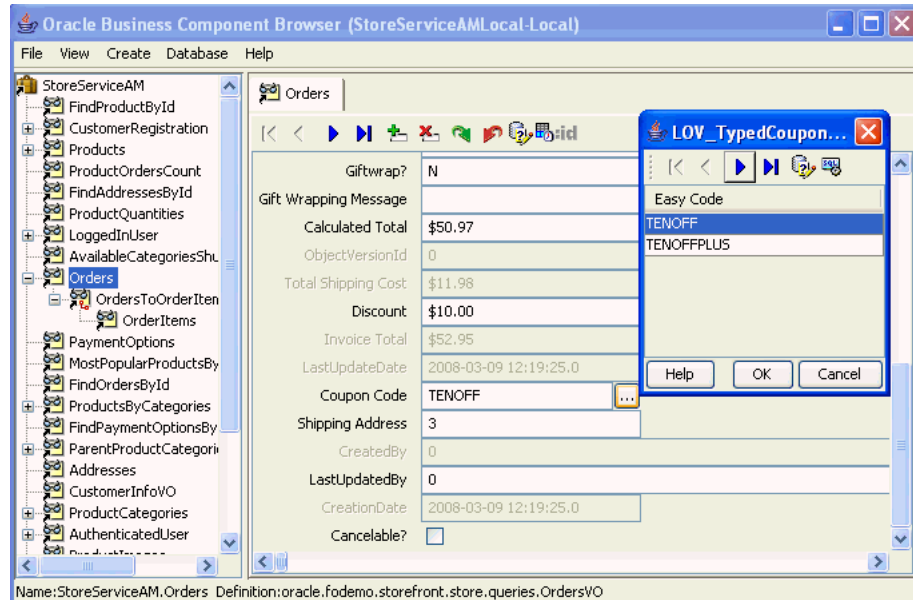 Oracle Business Component Browser (StoreServiceAMLocal-Local)
File View Create Database Help
StoreServiceAM
FindProductById
CustomerRegistration
Products
ProductOrdersCount
FindAddressesById
ProductQuantities
LoggedInUser
AvailableCategoriesShu
Orders
OrdersToOrderIten
OrderItems
PaymentOptions
MostPopularProductsBy
FindOrdersById
ProductsByCategories
FindPaymentOptionsBy
ParentProductCategori
Addresses
CustomerInfoVO
ProductCategories
AuthenticatedUser
ProductImages
Orders
:id
Giftwrap? N
Gift Wrapping Message
Calculated Total $50.97
ObjectVersionId 0
Total Shipping Cost $11.98
Discount $10.00
Invoice Total $52.95
LastUpdateDate 2008-03-09 12:19:25.0
Coupon Code TENOFF ...
Shipping Address 3
CreatedBy 0
LastUpdatedBy 0
CreationDate 2008-03-09 12:19:25.0
Cancelable?
LOV_TypedCoupon...
Easy Code
TENOFF
TENOFFPLUS
Help OK Cancel
Name:StoreServiceAM.Orders Definition:oracle.fodemo.storefront.store.queries.OrdersVO